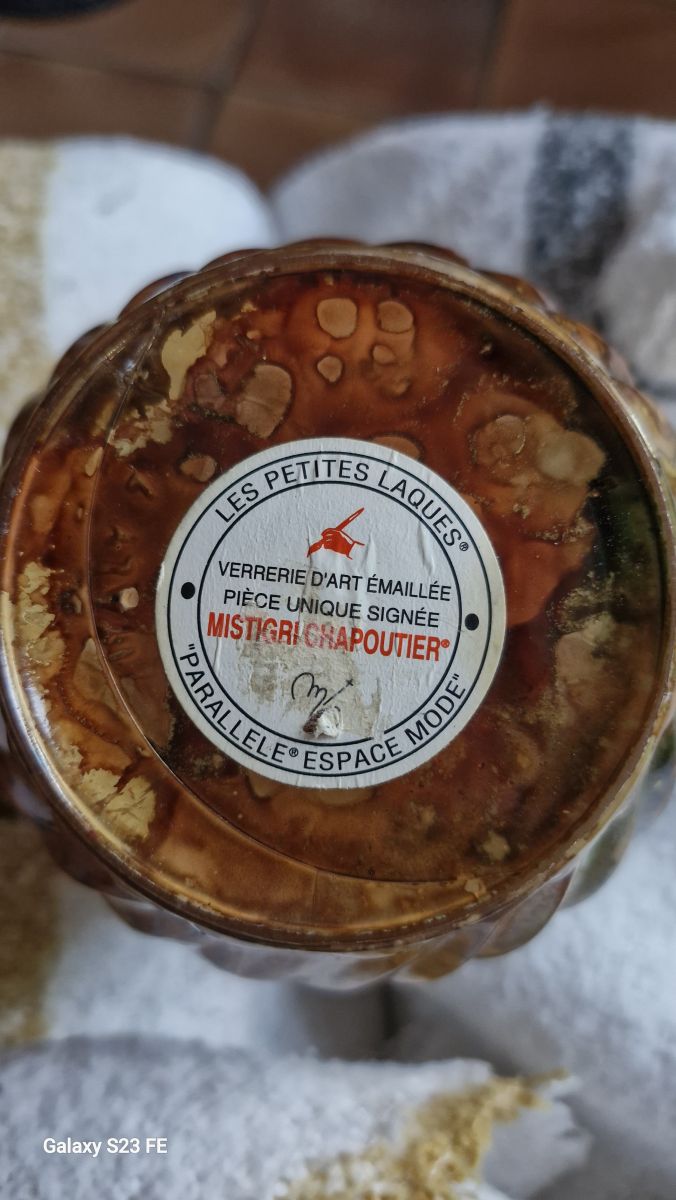 LES PETITES LAQUES®
VERRERIE D'ART ÉMAILLÉE
PIÈCE UNIQUE SIGNÉE
MISTIGRI CHAPOUTIER®
"PARALLELE® ESPACE MODE"
Galaxy S23 FE